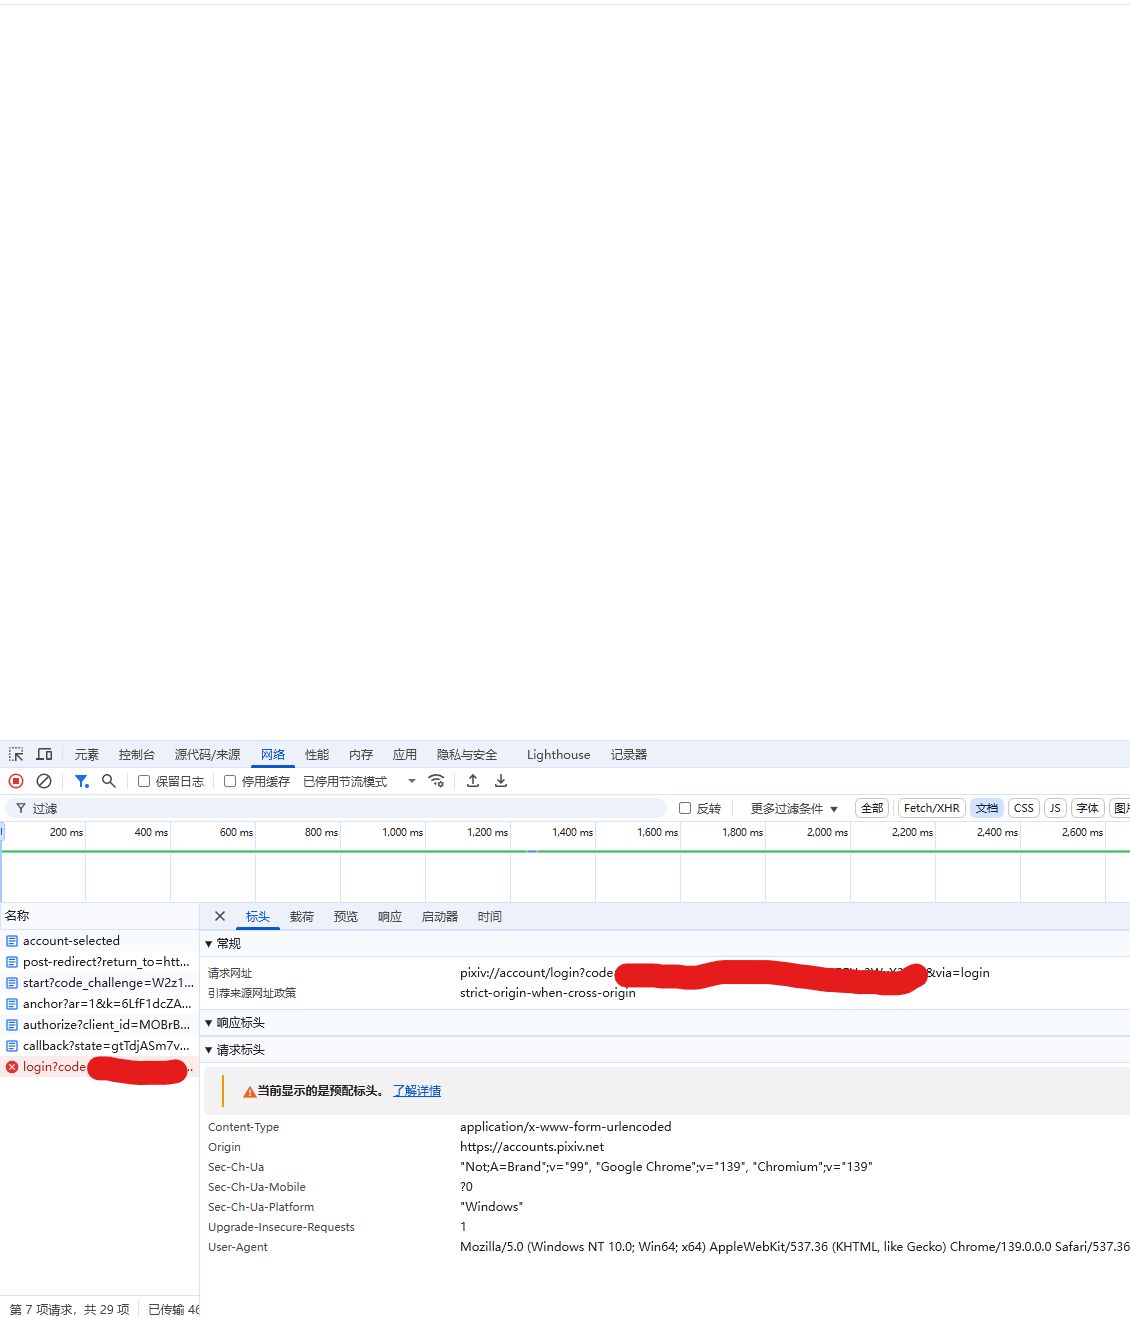 元素 控制台 源代码/来源 网络 性能 内存 应用 隐私与安全 Lighthouse 记录器
保留日志 停用缓存 已停用节流模式
过滤 反转 更多过滤条件 全部 Fetch/XHR 文档 CSS JS 字体
200 ms 400 ms 600 ms 800 ms 1,000 ms 1,200 ms 1,400 ms 1,600 ms 1,800 ms 2,000 ms 2,200 ms 2,400 ms 2,600 ms
名称
account-selected
post-redirect?return_to=htt...
start?code_challenge=W2z1...
anchor?ar=1&k=6LfF1dcZA...
authorize?client_id=MOBrB...
callback?state=gtTdjASm7v...
login?code
第 7 项请求，共 29 项 已传输 46
标头 载荷 预览 响应 启动器 时间
常规
请求网址 pixiv://account/login?code &via=login
引荐来源网址政策 strict-origin-when-cross-origin
响应标头
请求标头
当前显示的是预配标头。 了解详情
Content-Type application/x-www-form-urlencoded
Origin https://accounts.pixiv.net
Sec-Ch-Ua "Not;A=Brand";v="99", "Google Chrome";v="139", "Chromium";v="139"
Sec-Ch-Ua-Mobile ?0
Sec-Ch-Ua-Platform "Windows"
Upgrade-Insecure-Requests 1
User-Agent Mozilla/5.0 (Windows NT 10.0; Win64; x64) AppleWebKit/537.36 (KHTML, like Gecko) Chrome/139.0.0.0 Safari/537.36